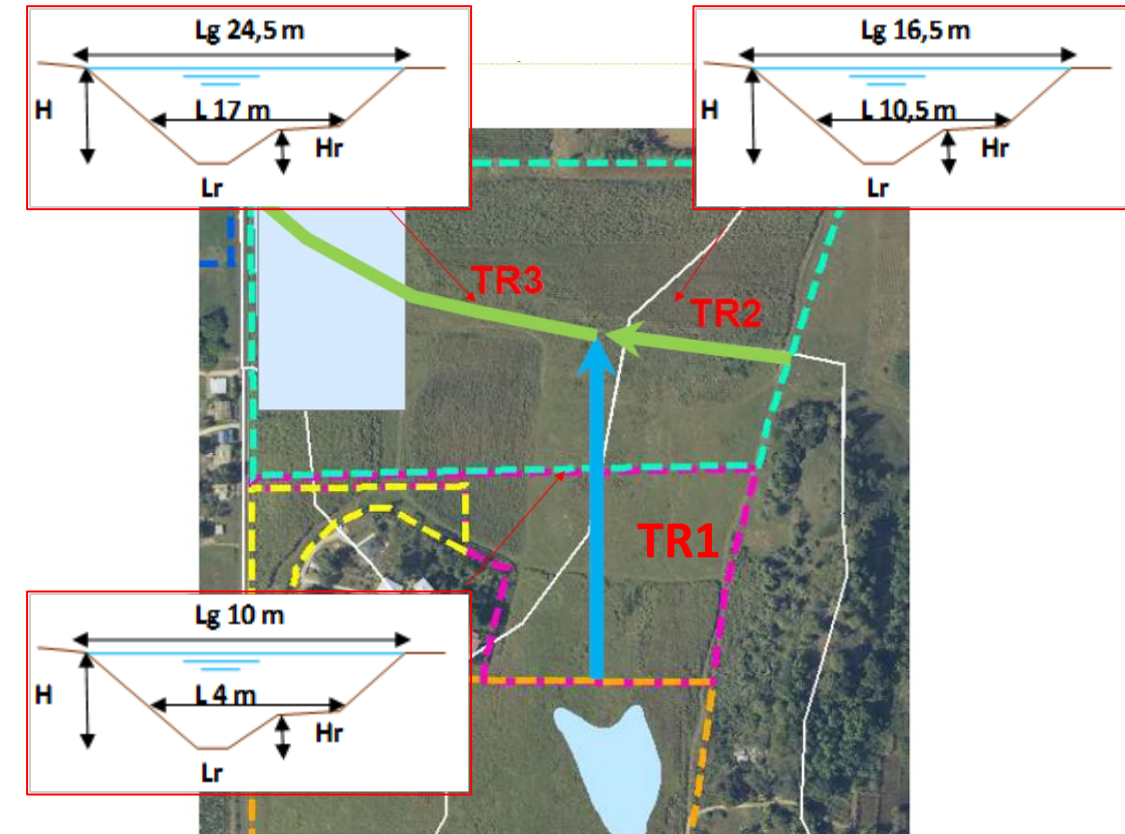 Lg 24,5 m
H
L 17 m
Hr
Lr
Lg 16,5 m
H
L 10,5 m
Hr
Lr
TR3
TR2
TR1
Lg 10 m
H
L 4 m
Hr
Lr